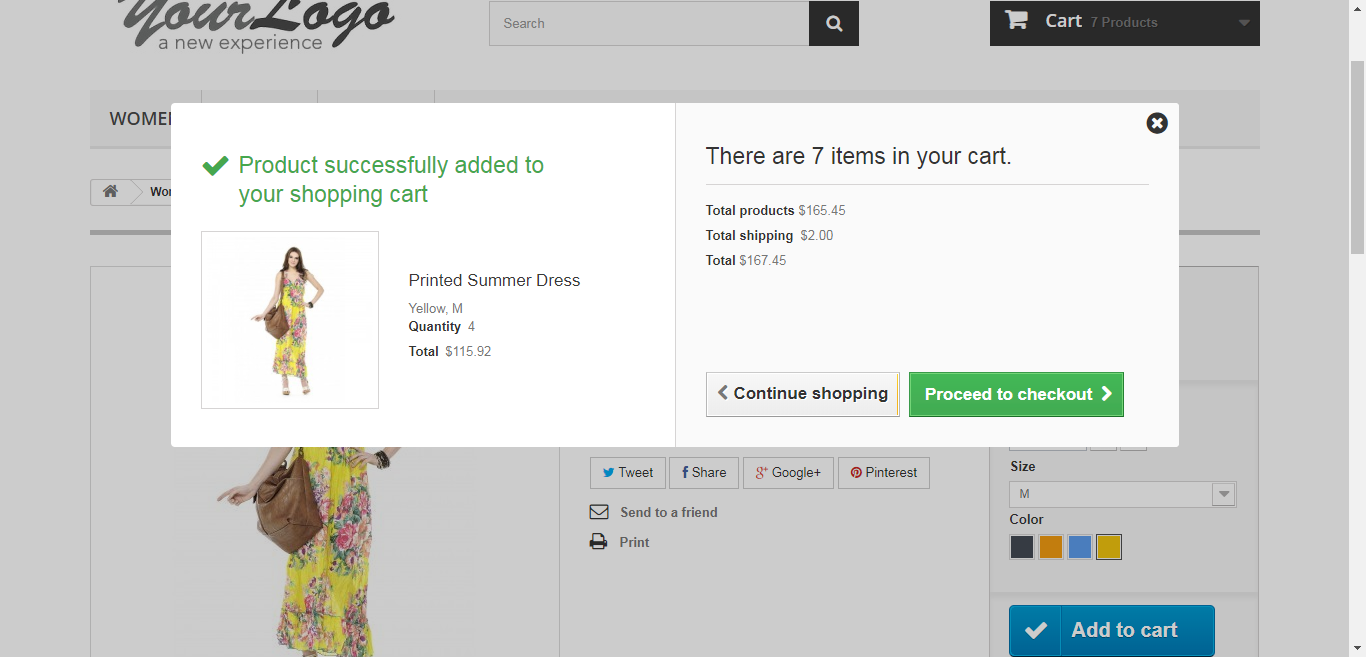 YourLogo
a new experience
Search
Cart 7 Products
WOMEN
Wo
Product successfully added to
your shopping cart
Printed Summer Dress
Yellow, M
Quantity 4
Total $115.92
There are 7 items in your cart.
Total products $165.45
Total shipping $2.00
Total $167.45
Continue shopping
Proceed to checkout
Tweet
Share
Google+
Pinterest
Send to a friend
Print
Size
M
Color
Add to cart